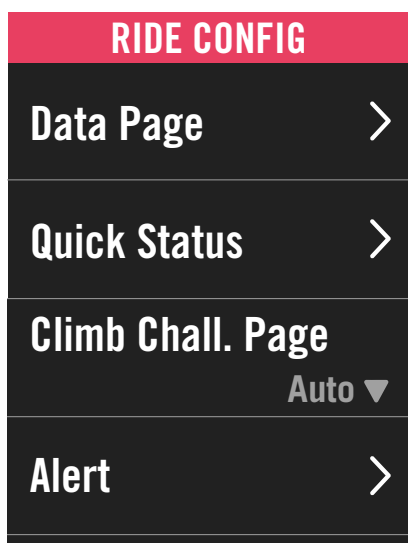 RIDE CONFIG
Data Page
Quick Status
Climb Chall. Page
Auto
Alert